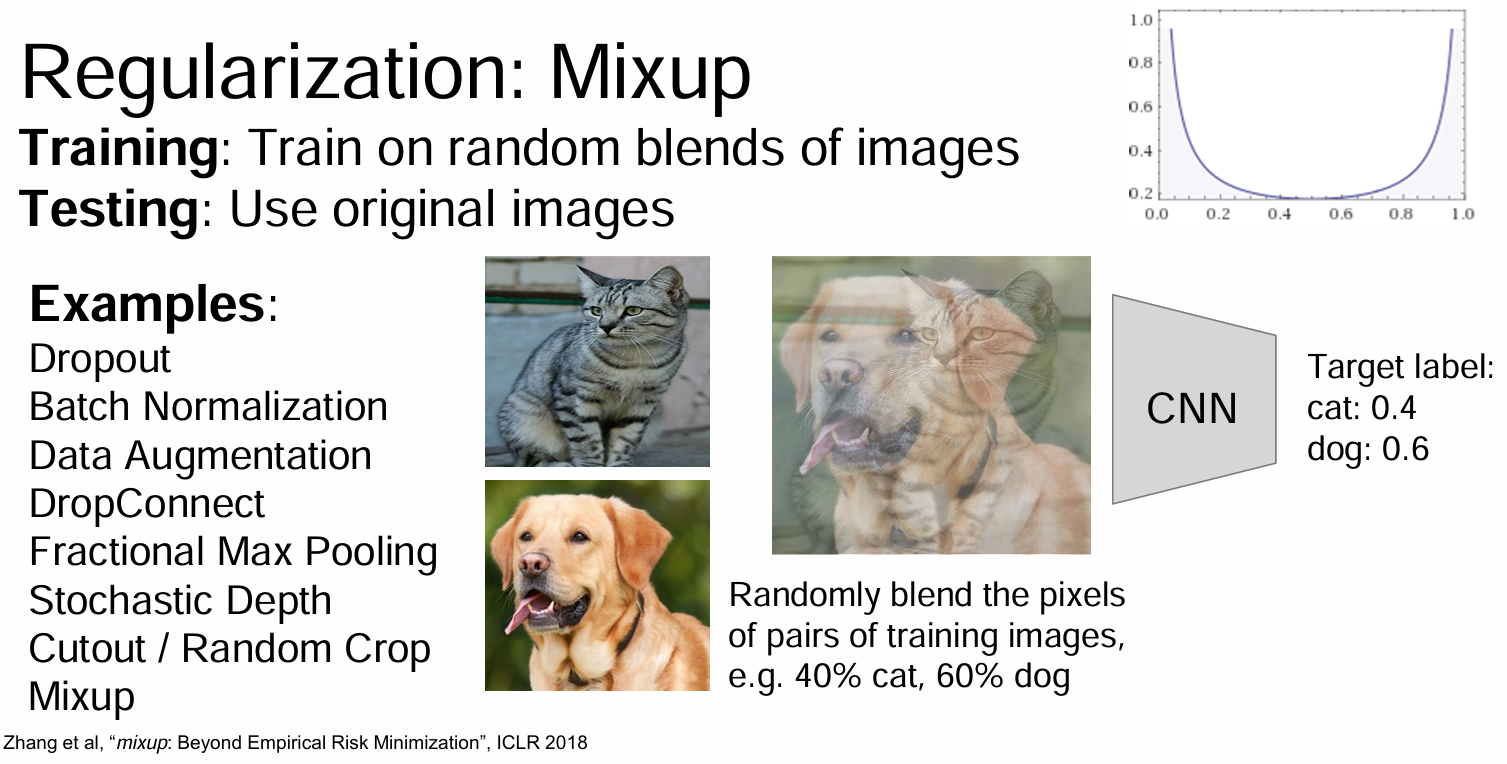 Regularization: Mixup
Training: Train on random blends of images
Testing: Use original images
1.0
0.8
0.6
0.4
0.2
0.0 0.2 0.4 0.6 0.8 1.0
Examples:
Dropout
Batch Normalization
Data Augmentation
DropConnect
Fractional Max Pooling
Stochastic Depth
Cutout / Random Crop
Mixup
CNN
Target label:
cat: 0.4
dog: 0.6
Randomly blend the pixels
of pairs of training images,
e.g. 40% cat, 60% dog
Zhang et al, “mixup: Beyond Empirical Risk Minimization”, ICLR 2018